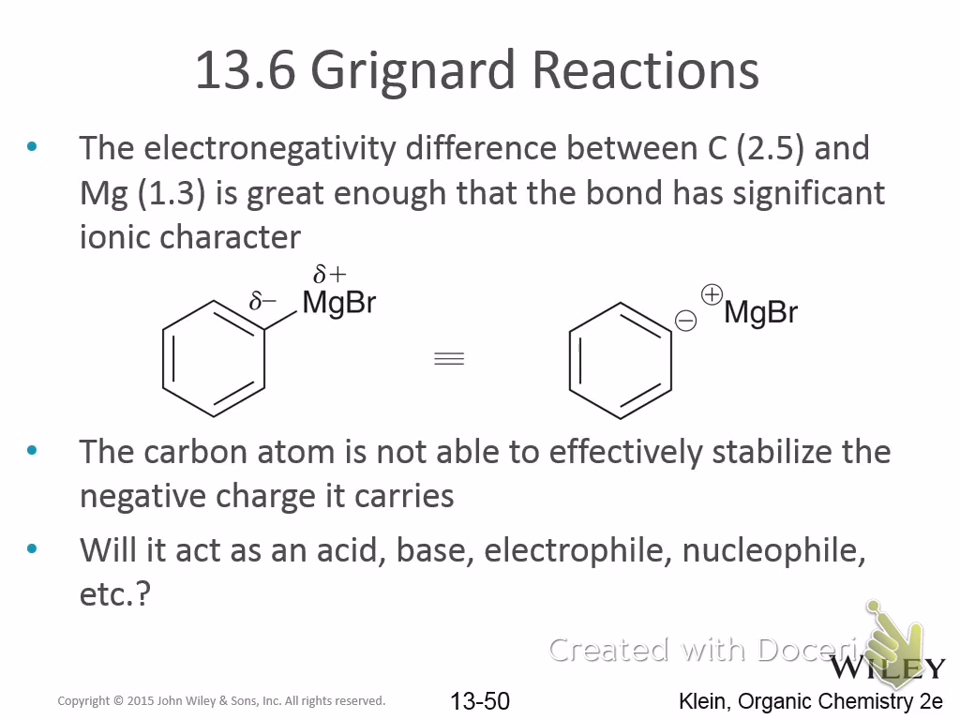 13.6 Grignard Reactions
• The electronegativity difference between C (2.5) and
Mg (1.3) is great enough that the bond has significant
ionic character
δ+
δ− MgBr
⊕
⊖ MgBr
≡
• The carbon atom is not able to effectively stabilize the
negative charge it carries
• Will it act as an acid, base, electrophile, nucleophile,
etc.?
Created with Doceri
WILEY
Copyright © 2015 John Wiley & Sons, Inc. All rights reserved.
13-50
Klein, Organic Chemistry 2e